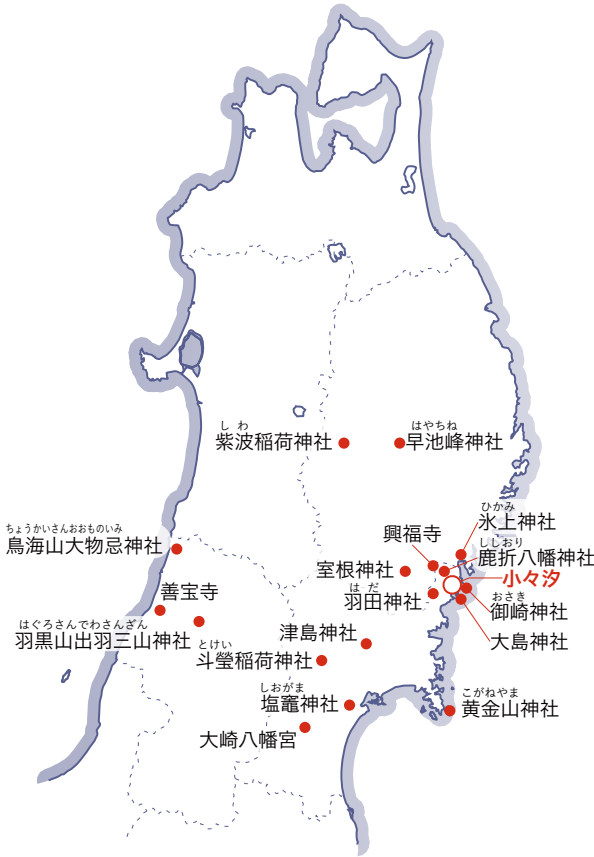 しわ
紫波稲荷神社
はやちね
早池峰神社
ひかみ
氷上神社
ちょうかいさんおおものいみ
鳥海山大物忌神社
興福寺
ししおり
鹿折八幡神社
室根神社
小々汐
善宝寺
はだ
羽田神社
おさき
御崎神社
はぐろさんでわさんざん
羽黒山出羽三山神社
津島神社
大島神社
とけい
斗瑩稲荷神社
しおがま
塩竈神社
こがねやま
黄金山神社
大崎八幡宮